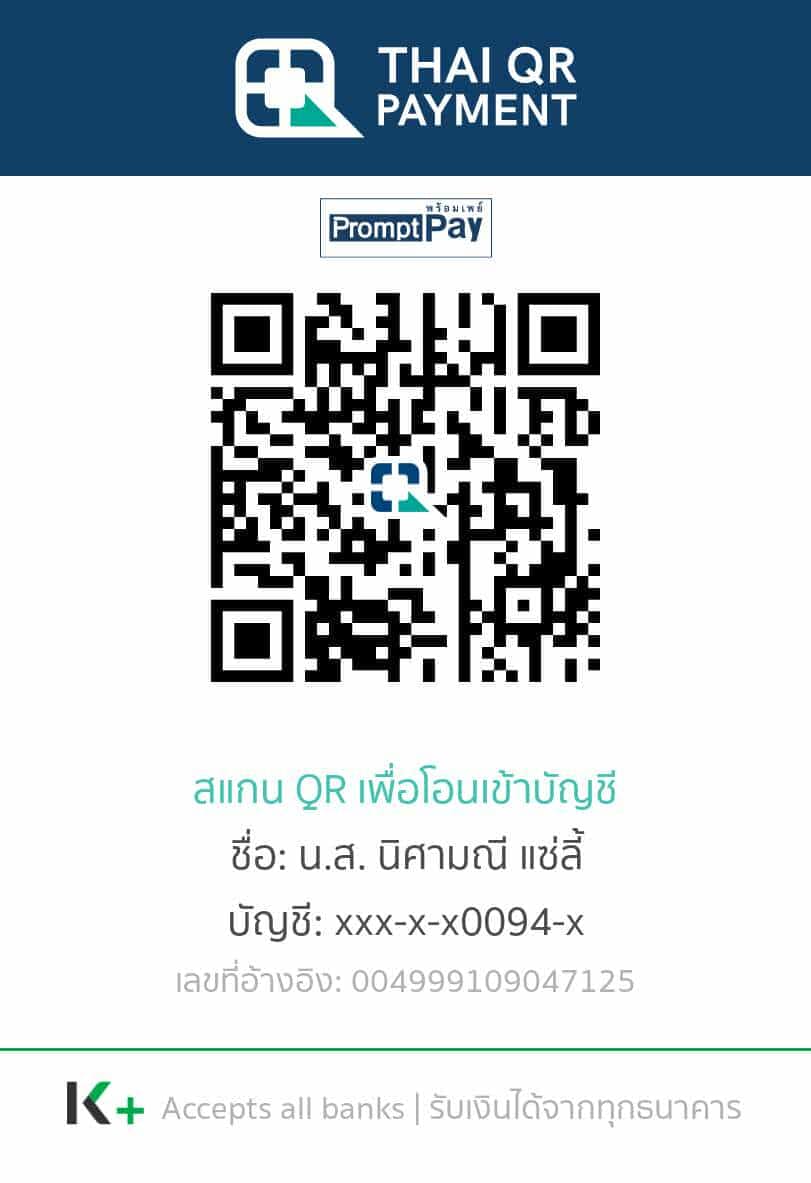 THAI QR
PAYMENT
พร้อมเพย์
PromptPay
สแกน QR เพื่อโอนเข้าบัญชี
ชื่อ: น.ส. นิศามณี แซ่ลี้
บัญชี: xxx-x-x0094-x
เลขที่อ้างอิง: 004999109047125
K+ Accepts all banks | รับเงินได้จากทุกธนาคาร